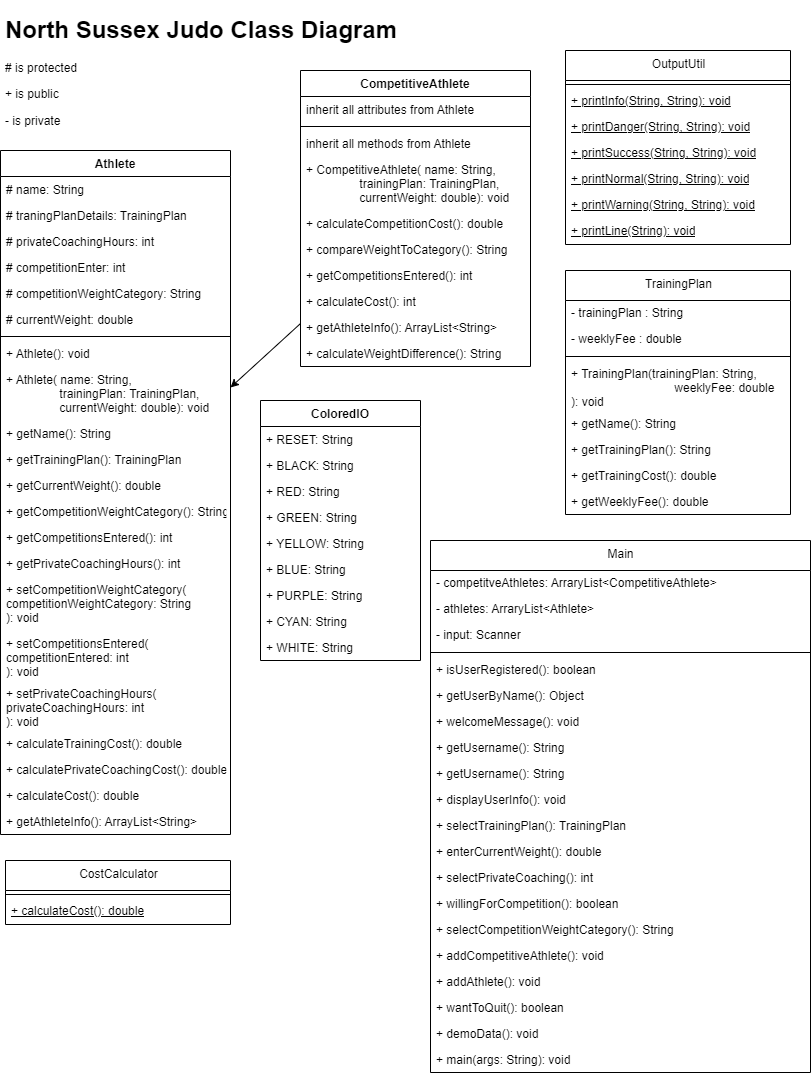 North Sussex Judo Class Diagram
# is protected
+ is public
- is private
Athlete
# name: String
# traningPlanDetails: TrainingPlan
# privateCoachingHours: int
# competitionEnter: int
# competitionWeightCategory: String
# currentWeight: double
+ Athlete(): void
+ Athlete( name: String,
trainingPlan: TrainingPlan,
currentWeight: double): void
+ getName(): String
+ getTrainingPlan(): TrainingPlan
+ getCurrentWeight(): double
+ getCompetitionWeightCategory(): String
+ getCompetitionsEntered(): int
+ getPrivateCoachingHours(): int
+ setCompetitionWeightCategory(
competitionWeightCategory: String
): void
+ setCompetitionsEntered(
competitionEntered: int
): void
+ setPrivateCoachingHours(
privateCoachingHours: int
): void
+ calculateTrainingCost(): double
+ calculatePrivateCoachingCost(): double
+ calculateCost(): double
+ getAthleteInfo(): ArrayList<String>
CostCalculator
+ calculateCost(): double
CompetitiveAthlete
inherit all attributes from Athlete
inherit all methods from Athlete
+ CompetitiveAthlete( name: String,
trainingPlan: TrainingPlan,
currentWeight: double): void
+ calculateCompetitionCost(): double
+ compareWeightToCategory(): String
+ getCompetitionsEntered(): int
+ calculateCost(): int
+ getAthleteInfo(): ArrayList<String>
+ calculateWeightDifference(): String
ColoredIO
+ RESET: String
+ BLACK: String
+ RED: String
+ GREEN: String
+ YELLOW: String
+ BLUE: String
+ PURPLE: String
+ CYAN: String
+ WHITE: String
OutputUtil
+ printInfo(String, String): void
+ printDanger(String, String): void
+ printSuccess(String, String): void
+ printNormal(String, String): void
+ printWarning(String, String): void
+ printLine(String): void
TrainingPlan
- trainingPlan : String
- weeklyFee : double
+ TrainingPlan(trainingPlan: String,
weeklyFee: double
): void
+ getName(): String
+ getTrainingPlan(): String
+ getTrainingCost(): double
+ getWeeklyFee(): double
Main
- competitveAthletes: ArraryList<CompetitiveAthlete>
- athletes: ArraryList<Athlete>
- input: Scanner
+ isUserRegistered(): boolean
+ getUserByName(): Object
+ welcomeMessage(): void
+ getUsername(): String
+ getUsername(): String
+ displayUserInfo(): void
+ selectTrainingPlan(): TrainingPlan
+ enterCurrentWeight(): double
+ selectPrivateCoaching(): int
+ willingForCompetition(): boolean
+ selectCompetitionWeightCategory(): String
+ addCompetitiveAthlete(): void
+ addAthlete(): void
+ wantToQuit(): boolean
+ demoData(): void
+ main(args: String): void